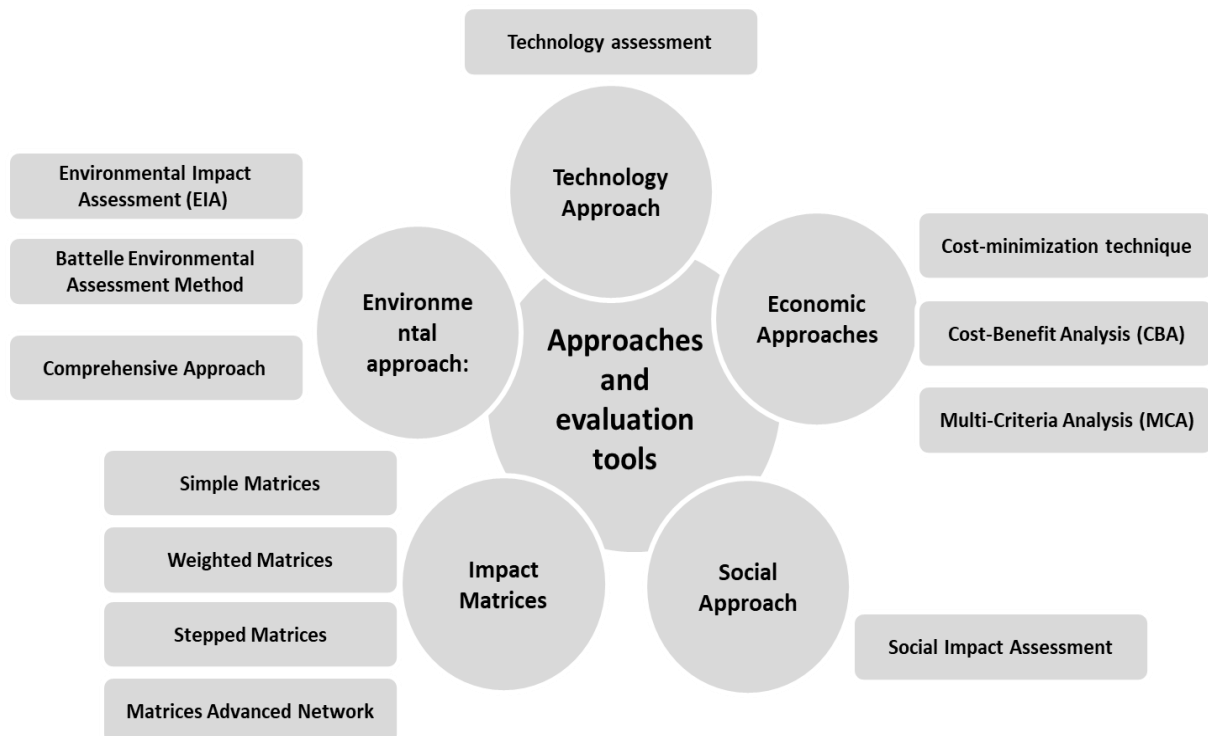 Technology assessment
Technology
Approach
Environmental Impact
Assessment (EIA)
Battelle Environmental
Assessment Method
Comprehensive Approach
Environme
ntal
approach:
Approaches
and
evaluation
tools
Economic
Approaches
Cost-minimization technique
Cost-Benefit Analysis (CBA)
Multi-Criteria Analysis (MCA)
Simple Matrices
Weighted Matrices
Stepped Matrices
Matrices Advanced Network
Impact
Matrices
Social
Approach
Social Impact Assessment